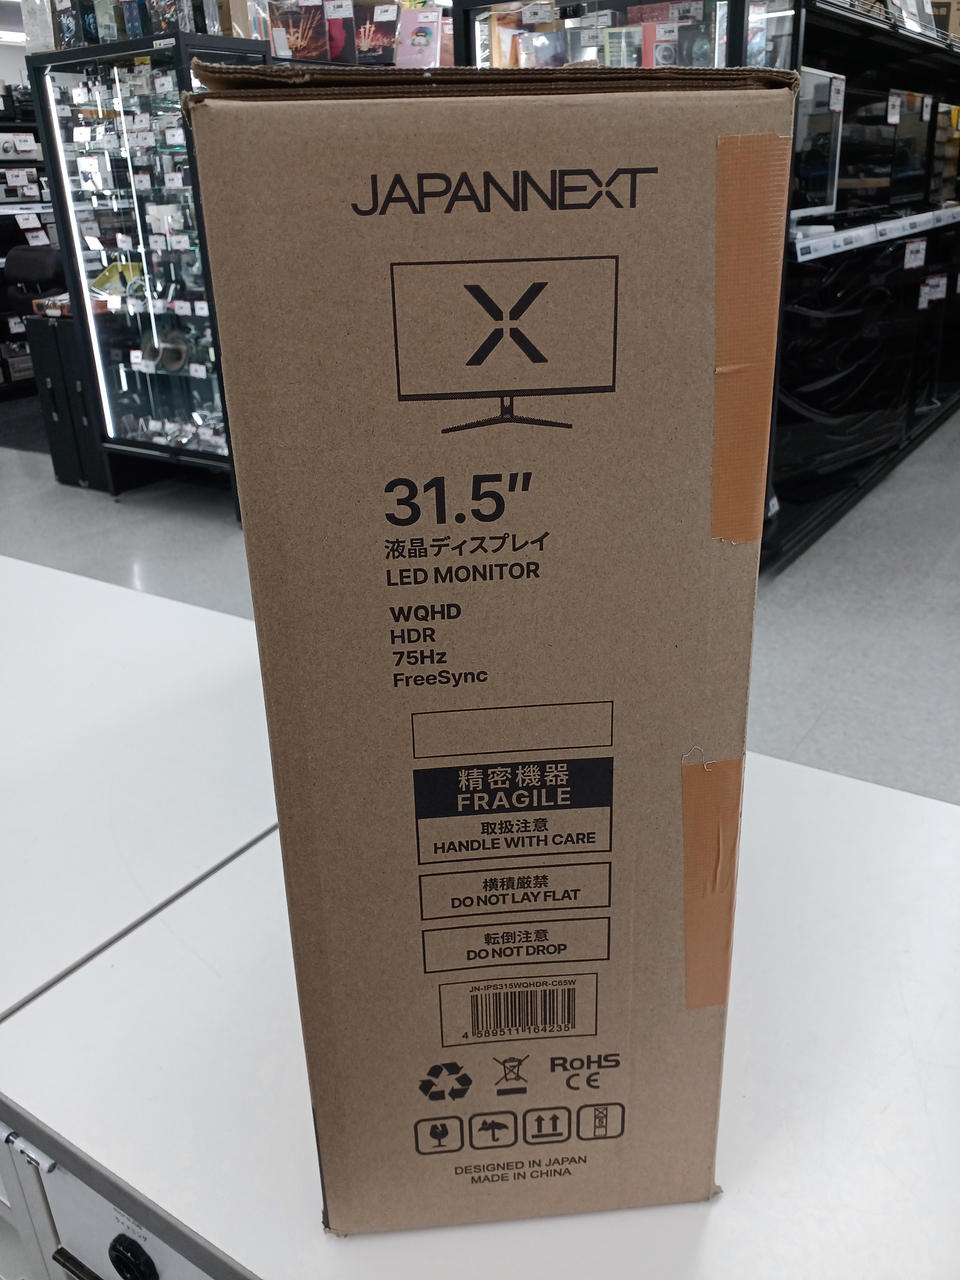 JAPANNEXT
31.5"
液晶ディスプレイ
LED MONITOR
WQHD
HDR
75Hz
FreeSync
精密機器
FRAGILE
取扱注意
HANDLE WITH CARE
横積厳禁
DO NOT LAY FLAT
転倒注意
DO NOT DROP
JN-IPS315WQHDR-C65W
4 589511 164235
RoHS
CE
DESIGNED IN JAPAN
MADE IN CHINA